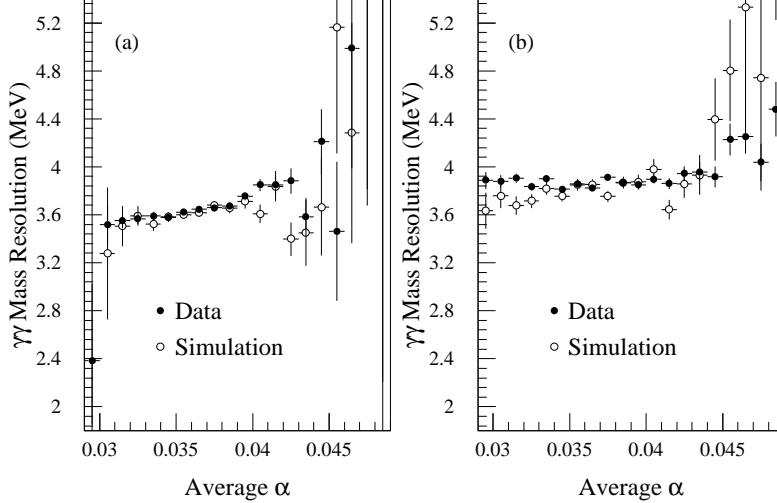 (a)
γγ Mass Resolution (MeV)
5.2
4.8
4.4
4
3.6
3.2
2.8
2.4
2
Data
Simulation
0.03
0.035
0.04
0.045
Average α
(b)
γγ Mass Resolution (MeV)
5.2
4.8
4.4
4
3.6
3.2
2.8
2.4
2
Data
Simulation
0.03
0.035
0.04
0.045
Average α